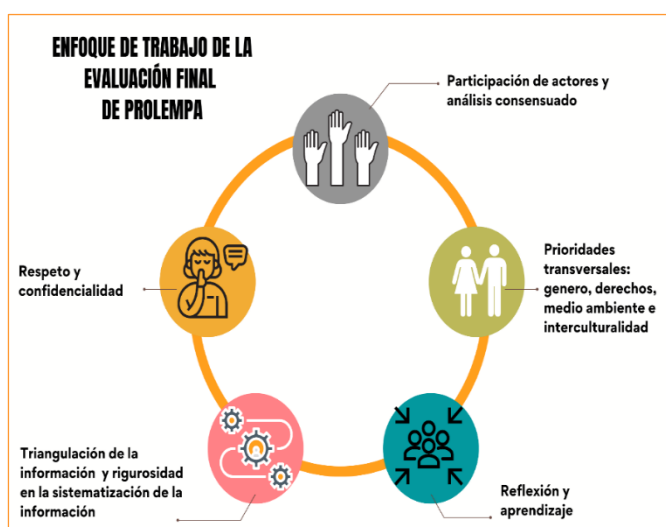 ENFOQUE DE TRABAJO DE LA
EVALUACIÓN FINAL
DE PROLEMPA
Participación de actores y
análisis consensuado
Prioridades
transversales:
genero, derechos,
medio ambiente e
interculturalidad
Reflexión y
aprendizaje
Triangulación de la
información y rigurosidad
en la sistematización de la
información
Respeto y
confidencialidad